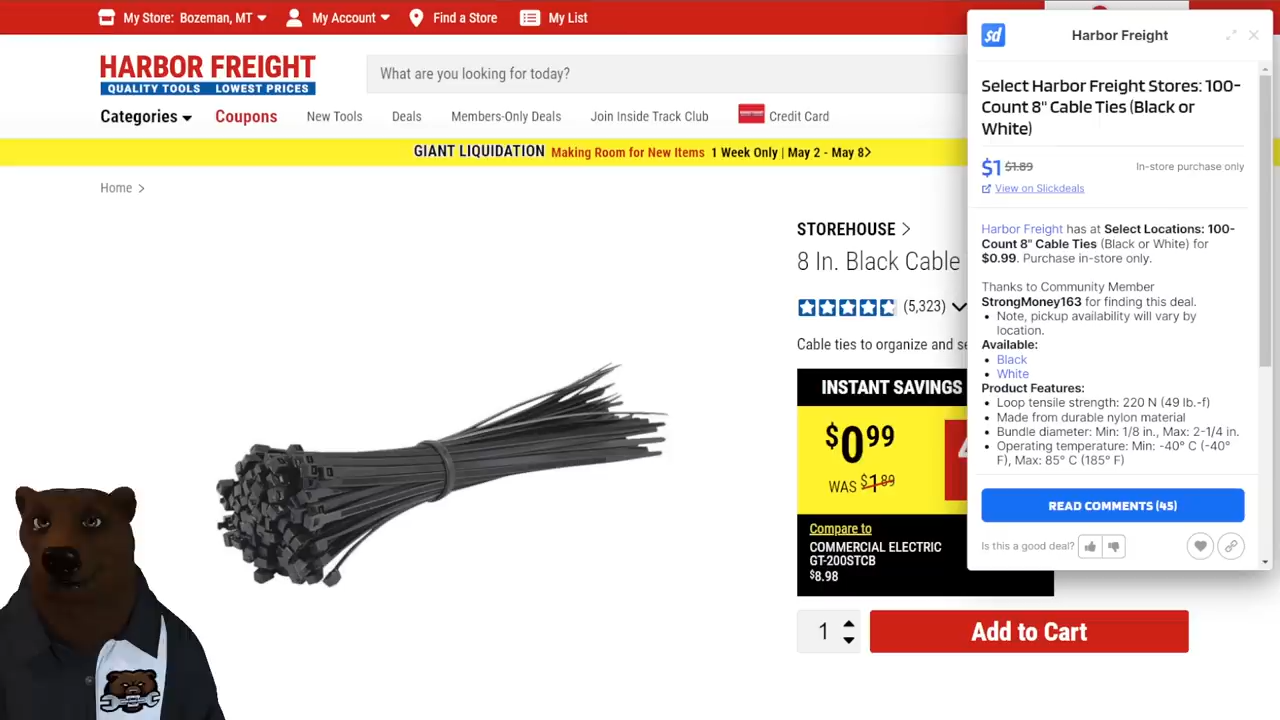 My Store: Bozeman, MT
My Account
Find a Store
My List
HARBOR FREIGHT
QUALITY TOOLS LOWEST PRICES
What are you looking for today?
Categories
Coupons
New Tools
Deals
Members-Only Deals
Join Inside Track Club
Credit Card
GIANT LIQUIDATION Making Room for New Items 1 Week Only | May 2 - May 8>
Home >
STOREHOUSE >
8 In. Black Cable
(5,323)
Cable ties to organize and se
INSTANT SAVINGS
$0.99
WAS $1.89
Compare to
COMMERCIAL ELECTRIC
GT-200STCB
$8.98
1
Add to Cart
sd
Harbor Freight
Select Harbor Freight Stores: 100-
Count 8" Cable Ties (Black or
White)
$1 $1.89
In-store purchase only
View on Slickdeals
Harbor Freight has at Select Locations: 100-
Count 8" Cable Ties (Black or White) for
$0.99. Purchase in-store only.
Thanks to Community Member
StrongMoney163 for finding this deal.
• Note, pickup availability will vary by
location.
Available:
• Black
• White
Product Features:
• Loop tensile strength: 220 N (49 lb.-f)
• Made from durable nylon material
• Bundle diameter: Min: 1/8 in., Max: 2-1/4 in.
• Operating temperature: Min: -40° C (-40°
F), Max: 85° C (185° F)
READ COMMENTS (45)
Is this a good deal?